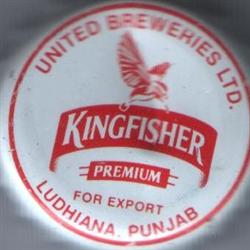 UNITED BREWERIES LTD.
KINGFISHER
PREMIUM
FOR EXPORT
LUDHIANA, PUNJAB